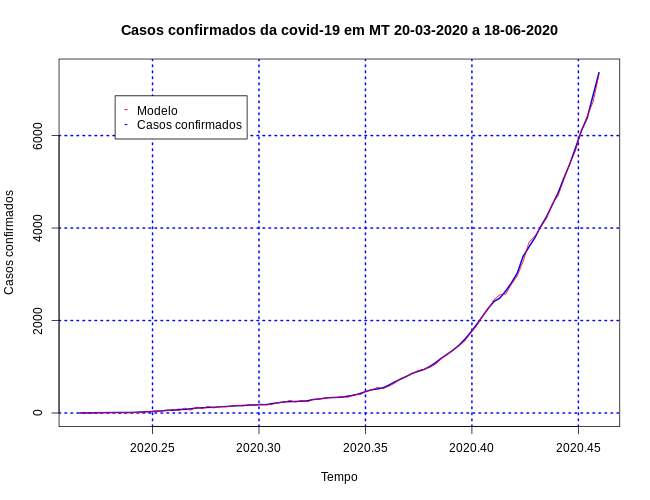 Casos confirmados da covid-19 em MT 20-03-2020 a 18-06-2020
Modelo
Casos confirmados
Casos confirmados
6000
4000
2000
0
2020.25 2020.30 2020.35 2020.40 2020.45
Tempo